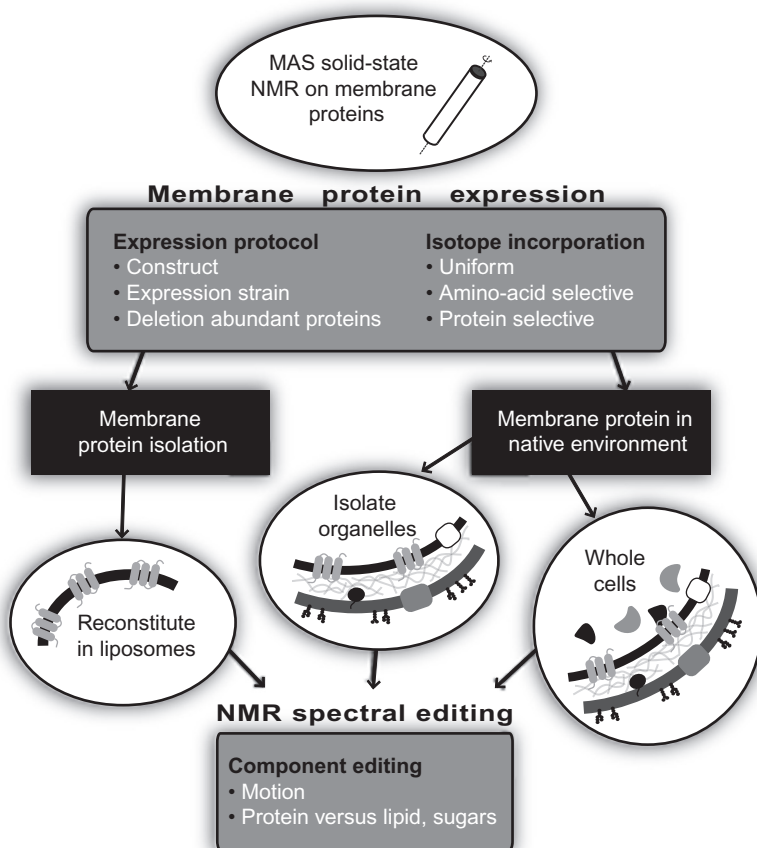 MAS solid-state
NMR on membrane
proteins
Membrane protein expression
Expression protocol
• Construct
• Expression strain
• Deletion abundant proteins
Isotope incorporation
• Uniform
• Amino-acid selective
• Protein selective
Membrane
protein isolation
Membrane protein in
native environment
Isolate
organelles
Whole
cells
Reconstitute
in liposomes
NMR spectral editing
Component editing
• Motion
• Protein versus lipid, sugars